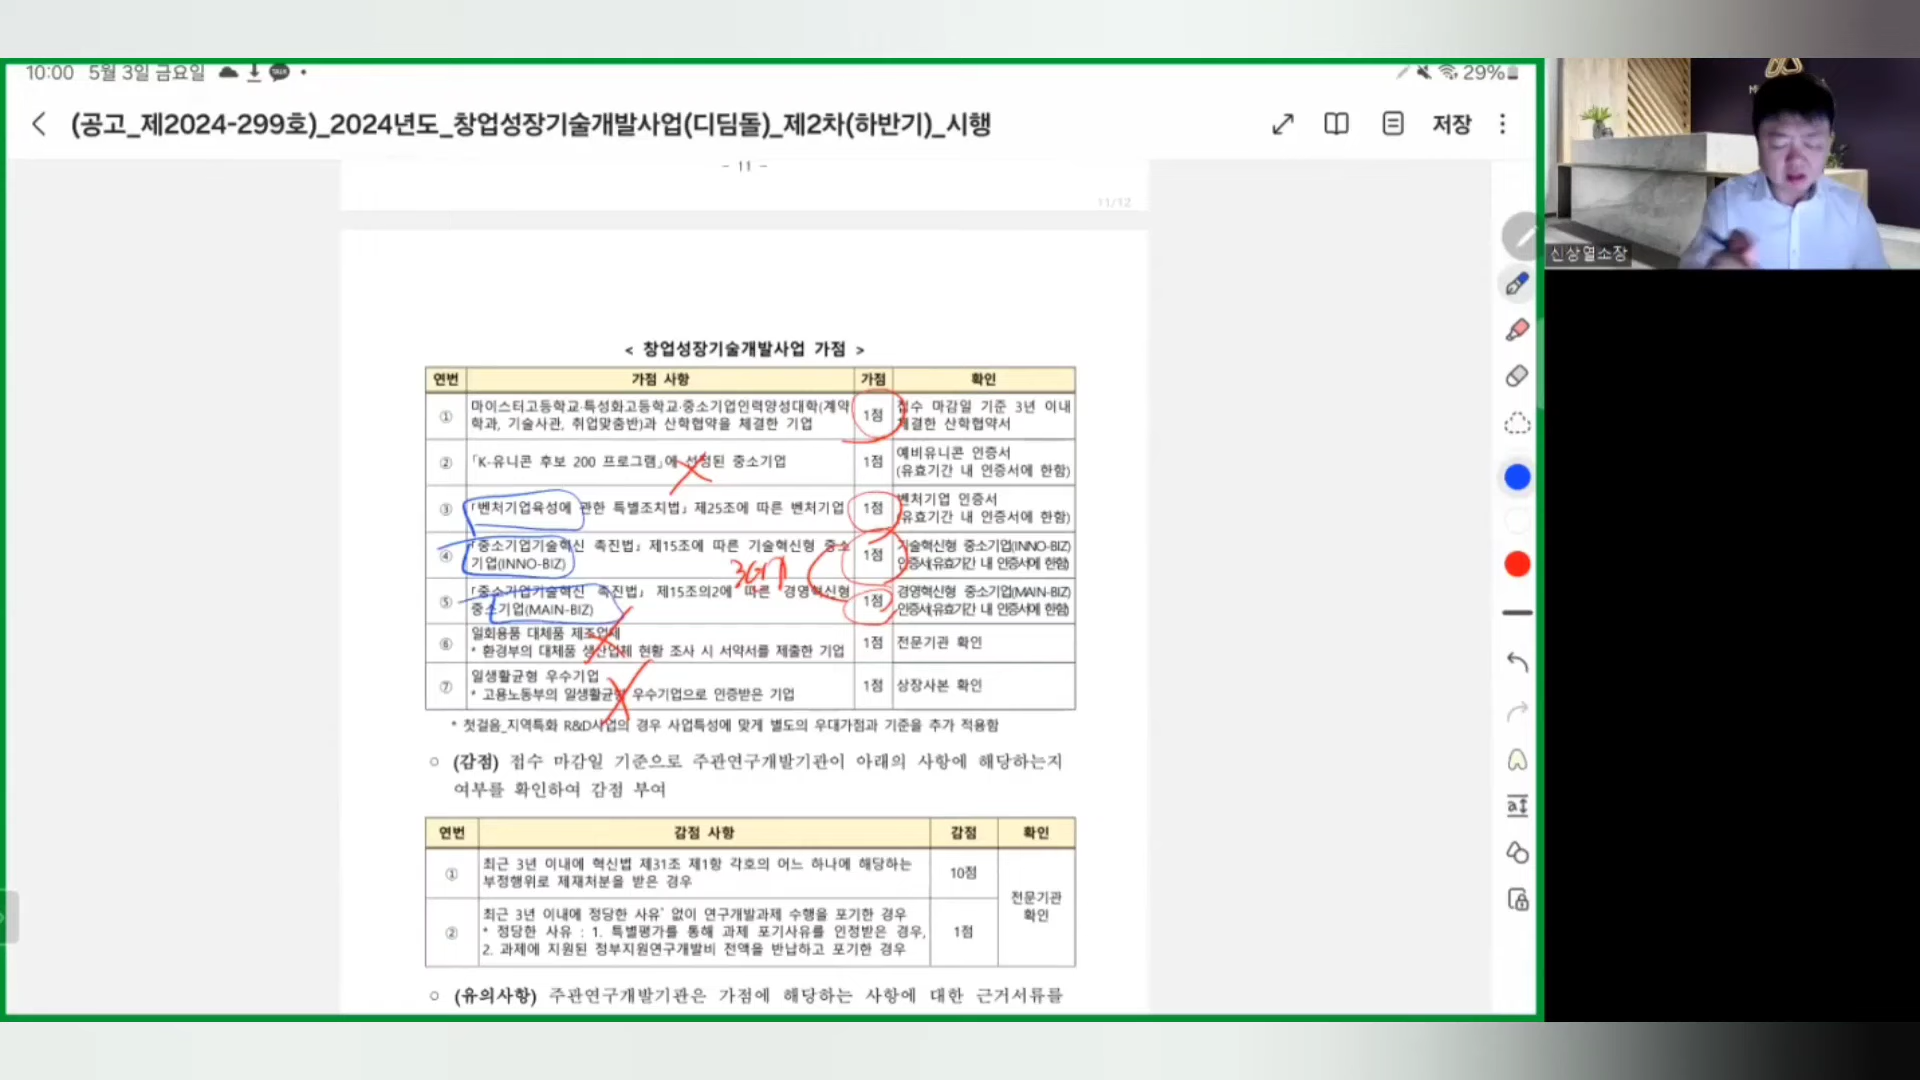 10:00 5월 3일 금요일
29%
(공고_제2024-299호)_2024년도_창업성장기술개발사업(디딤돌)_제2차(하반기)_시행
저장
- 11 -
11/12
< 창업성장기술개발사업 가점 >
연번 가점 사항 가점 확인
① 마이스터고등학교·특성화고등학교·중소기업인력양성대학(계약학과, 기술사관, 취업맞춤반)과 산학협약을 체결한 기업 1점 접수 마감일 기준 3년 이내 체결한 산학협약서
② 「K-유니콘 후보 200 프로그램」에 선정된 중소기업 1점 예비유니콘 인증서
(유효기간 내 인증서에 한함)
③ 「벤처기업육성에 관한 특별조치법」 제25조에 따른 벤처기업 1점 벤처기업 인증서
(유효기간 내 인증서에 한함)
④ 「중소기업기술혁신 촉진법」 제15조에 따른 기술혁신형 중소기업(INNO-BIZ) 1점 기술혁신형 중소기업(INNO-BIZ) 인증서(유효기간 내 인증서에 한함)
⑤ 「중소기업기술혁신 촉진법」 제15조의2에 따른 경영혁신형 중소기업(MAIN-BIZ) 1점 경영혁신형 중소기업(MAIN-BIZ) 인증서(유효기간 내 인증서에 한함)
⑥ 일회용품 대체품 제조업체
* 환경부의 대체품 생산업체 현황 조사 시 서약서를 제출한 기업 1점 전문기관 확인
⑦ 일생활균형 우수기업
* 고용노동부의 일생활균형 우수기업으로 인증받은 기업 1점 상장사본 확인
* 첫걸음_지역특화 R&D사업의 경우 사업특성에 맞게 별도의 우대가점과 기준을 추가 적용함
○ (감점) 접수 마감일 기준으로 주관연구개발기관이 아래의 사항에 해당하는지
여부를 확인하여 감점 부여
연번 감점 사항 감점 확인
① 최근 3년 이내에 혁신법 제31조 제1항 각호의 어느 하나에 해당하는
부정행위로 제재처분을 받은 경우 10점 전문기관 확인
② 최근 3년 이내에 정당한 사유* 없이 연구개발과제 수행을 포기한 경우
* 정당한 사유 : 1. 특별평가를 통해 과제 포기사유를 인정받은 경우,
2. 과제에 지원된 정부지원연구개발비 전액을 반납하고 포기한 경우 1점
○ (유의사항) 주관연구개발기관은 가점에 해당하는 사항에 대한 근거서류를
신상열소장